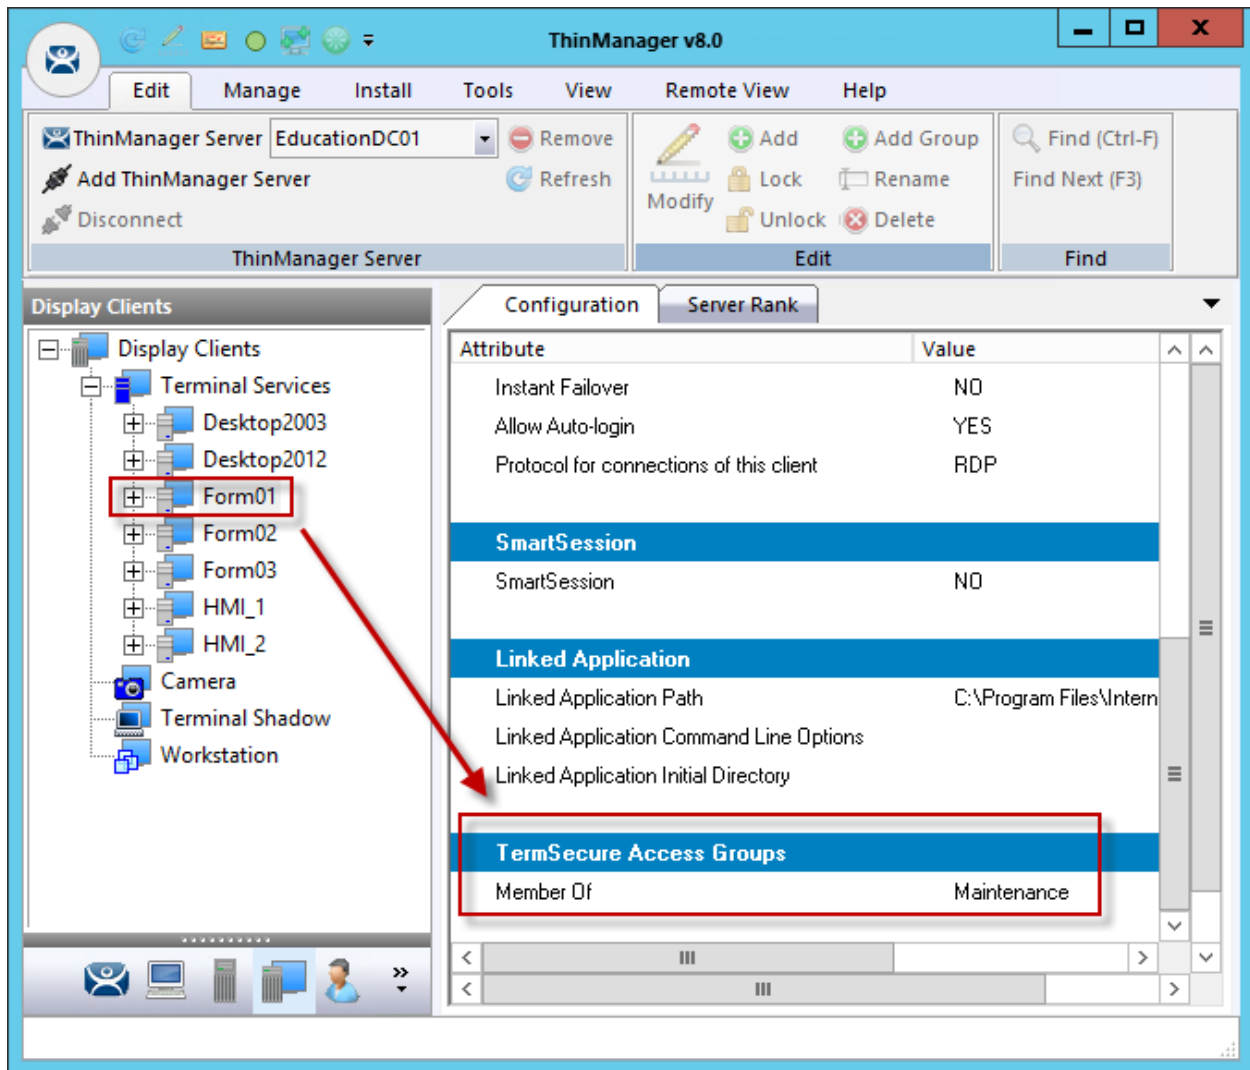 ThinManager v8.0
Edit Manage Install Tools View Remote View Help
ThinManager Server EducationDC01 Remove Add Add Group Find (Ctrl-F)
Add ThinManager Server Refresh Modify Lock Rename Find Next (F3)
Disconnect Unlock Delete
ThinManager Server Edit Find
Display Clients
Configuration Server Rank
Display Clients
Terminal Services
Desktop2003
Desktop2012
Form01
Form02
Form03
HMI_1
HMI_2
Camera
Terminal Shadow
Workstation
Attribute Value
Instant Failover NO
Allow Auto-login YES
Protocol for connections of this client RDP
SmartSession
SmartSession NO
Linked Application
Linked Application Path C:\Program Files\Intern
Linked Application Command Line Options
Linked Application Initial Directory
TermSecure Access Groups
Member Of Maintenance